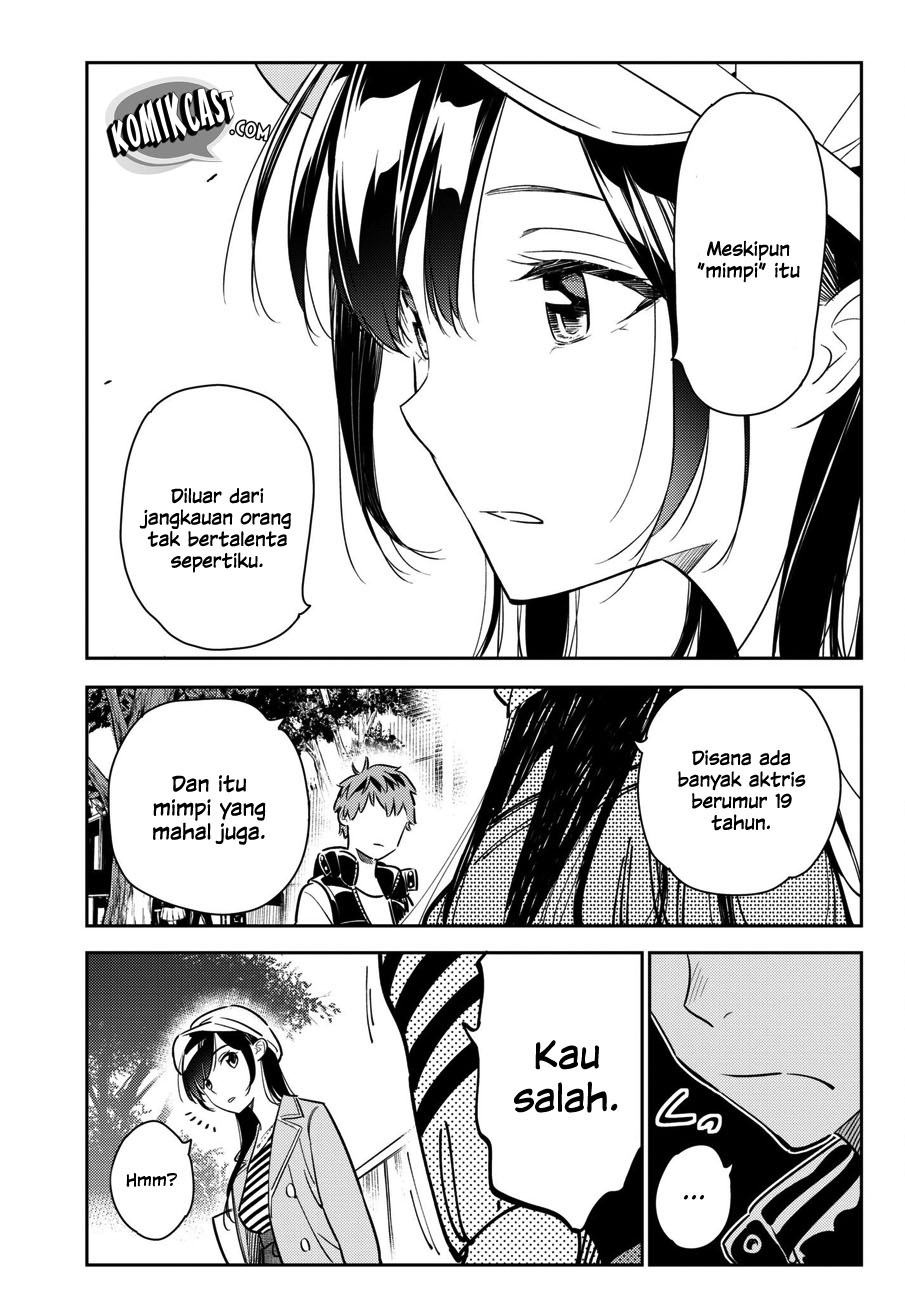 KOMIKCAST
.COM
Meskipun
"mimpi" itu
Diluar dari
jangkauan orang
tak bertalenta
sepertiku.
Disana ada
banyak aktris
berumur 19
tahun.
Dan itu
mimpi yang
mahal juga.
...
Kau
salah.
Hmm?